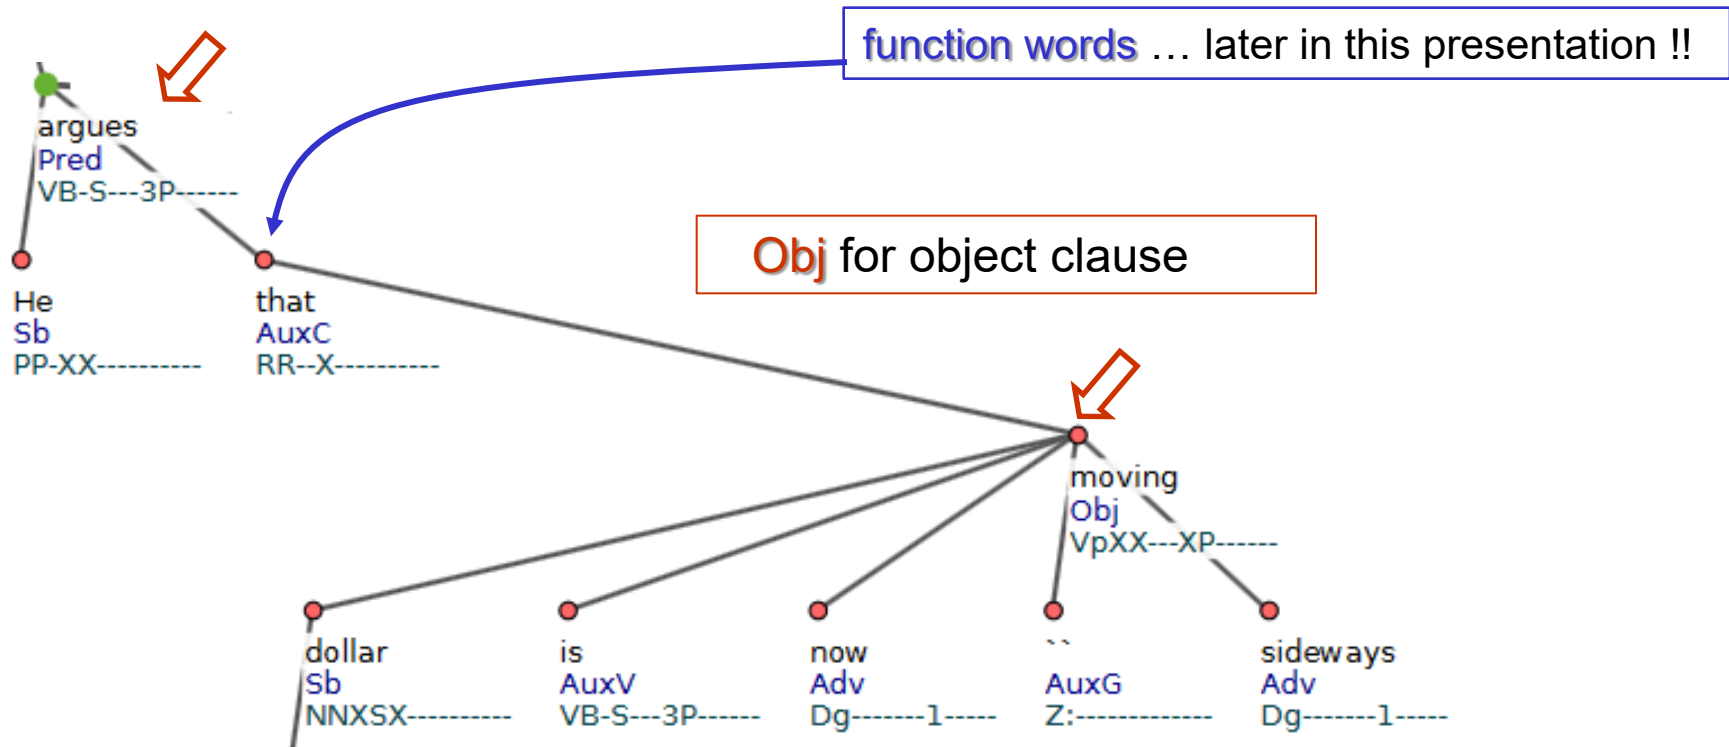 function words … later in this presentation !!
argues
Pred
VB-S---3P------
Obj for object clause
He
Sb
PP-XX----------
that
AuxC
RR--X----------
moving
Obj
VpXX---XP------
dollar
Sb
NNXSX----------
is
AuxV
VB-S---3P------
now
Adv
Dg-------1-----
``
AuxG
Z:-------------
sideways
Adv
Dg-------1-----